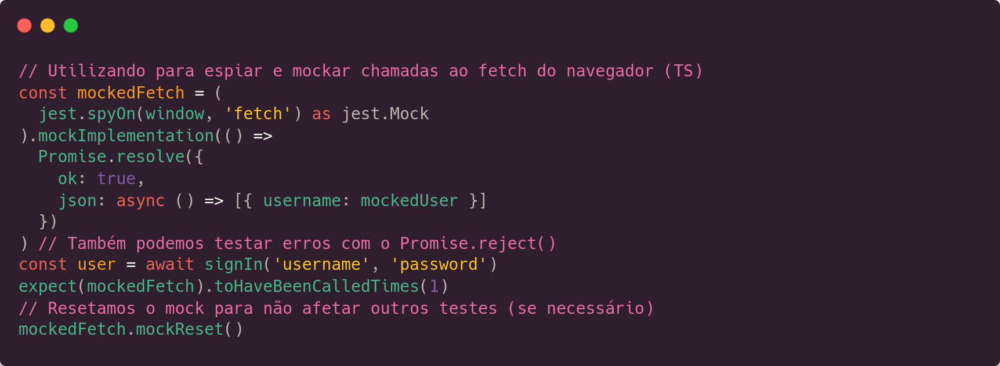 // Utilizando para espiar e mockar chamadas ao fetch do navegador (TS)
const mockedFetch = (
  jest.spyOn(window, 'fetch') as jest.Mock
).mockImplementation(() =>
  Promise.resolve({
    ok: true,
    json: async () => [{ username: mockedUser }]
  })
) // Também podemos testar erros com o Promise.reject()
const user = await signIn('username', 'password')
expect(mockedFetch).toHaveBeenCalledTimes(1)
// Resetamos o mock para não afetar outros testes (se necessário)
mockedFetch.mockReset()